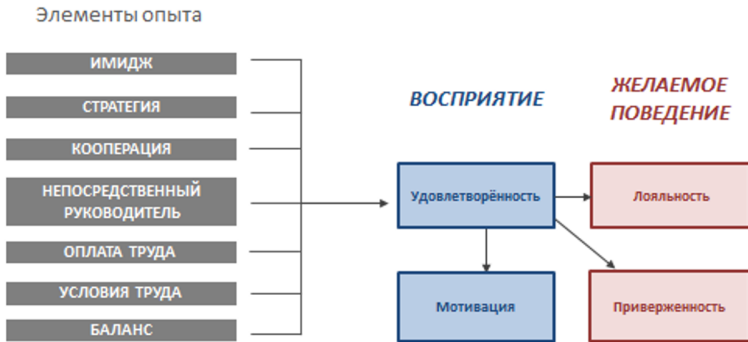 Элементы опыта
ИМИДЖ
СТРАТЕГИЯ
КООПЕРАЦИЯ
НЕПОСРЕДСТВЕННЫЙ
РУКОВОДИТЕЛЬ
ОПЛАТА ТРУДА
УСЛОВИЯ ТРУДА
БАЛАНС
ВОСПРИЯТИЕ
Удовлетворённость
Мотивация
ЖЕЛАЕМОЕ
ПОВЕДЕНИЕ
Лояльность
Приверженность